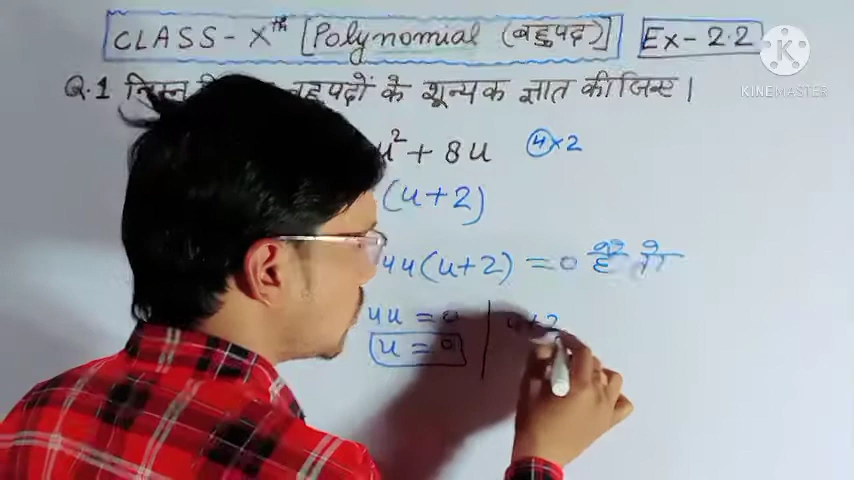 CLASS - Xth [Polynomial (बहुपद)] Ex - 2.2
KINEMASTER
Q.1 निम्न बहुपदों के शून्यक ज्ञात कीजिए।
u² + 8u 4×2
(u+2)
4u(u+2) = 0
4u = 0 u+2
u = 0